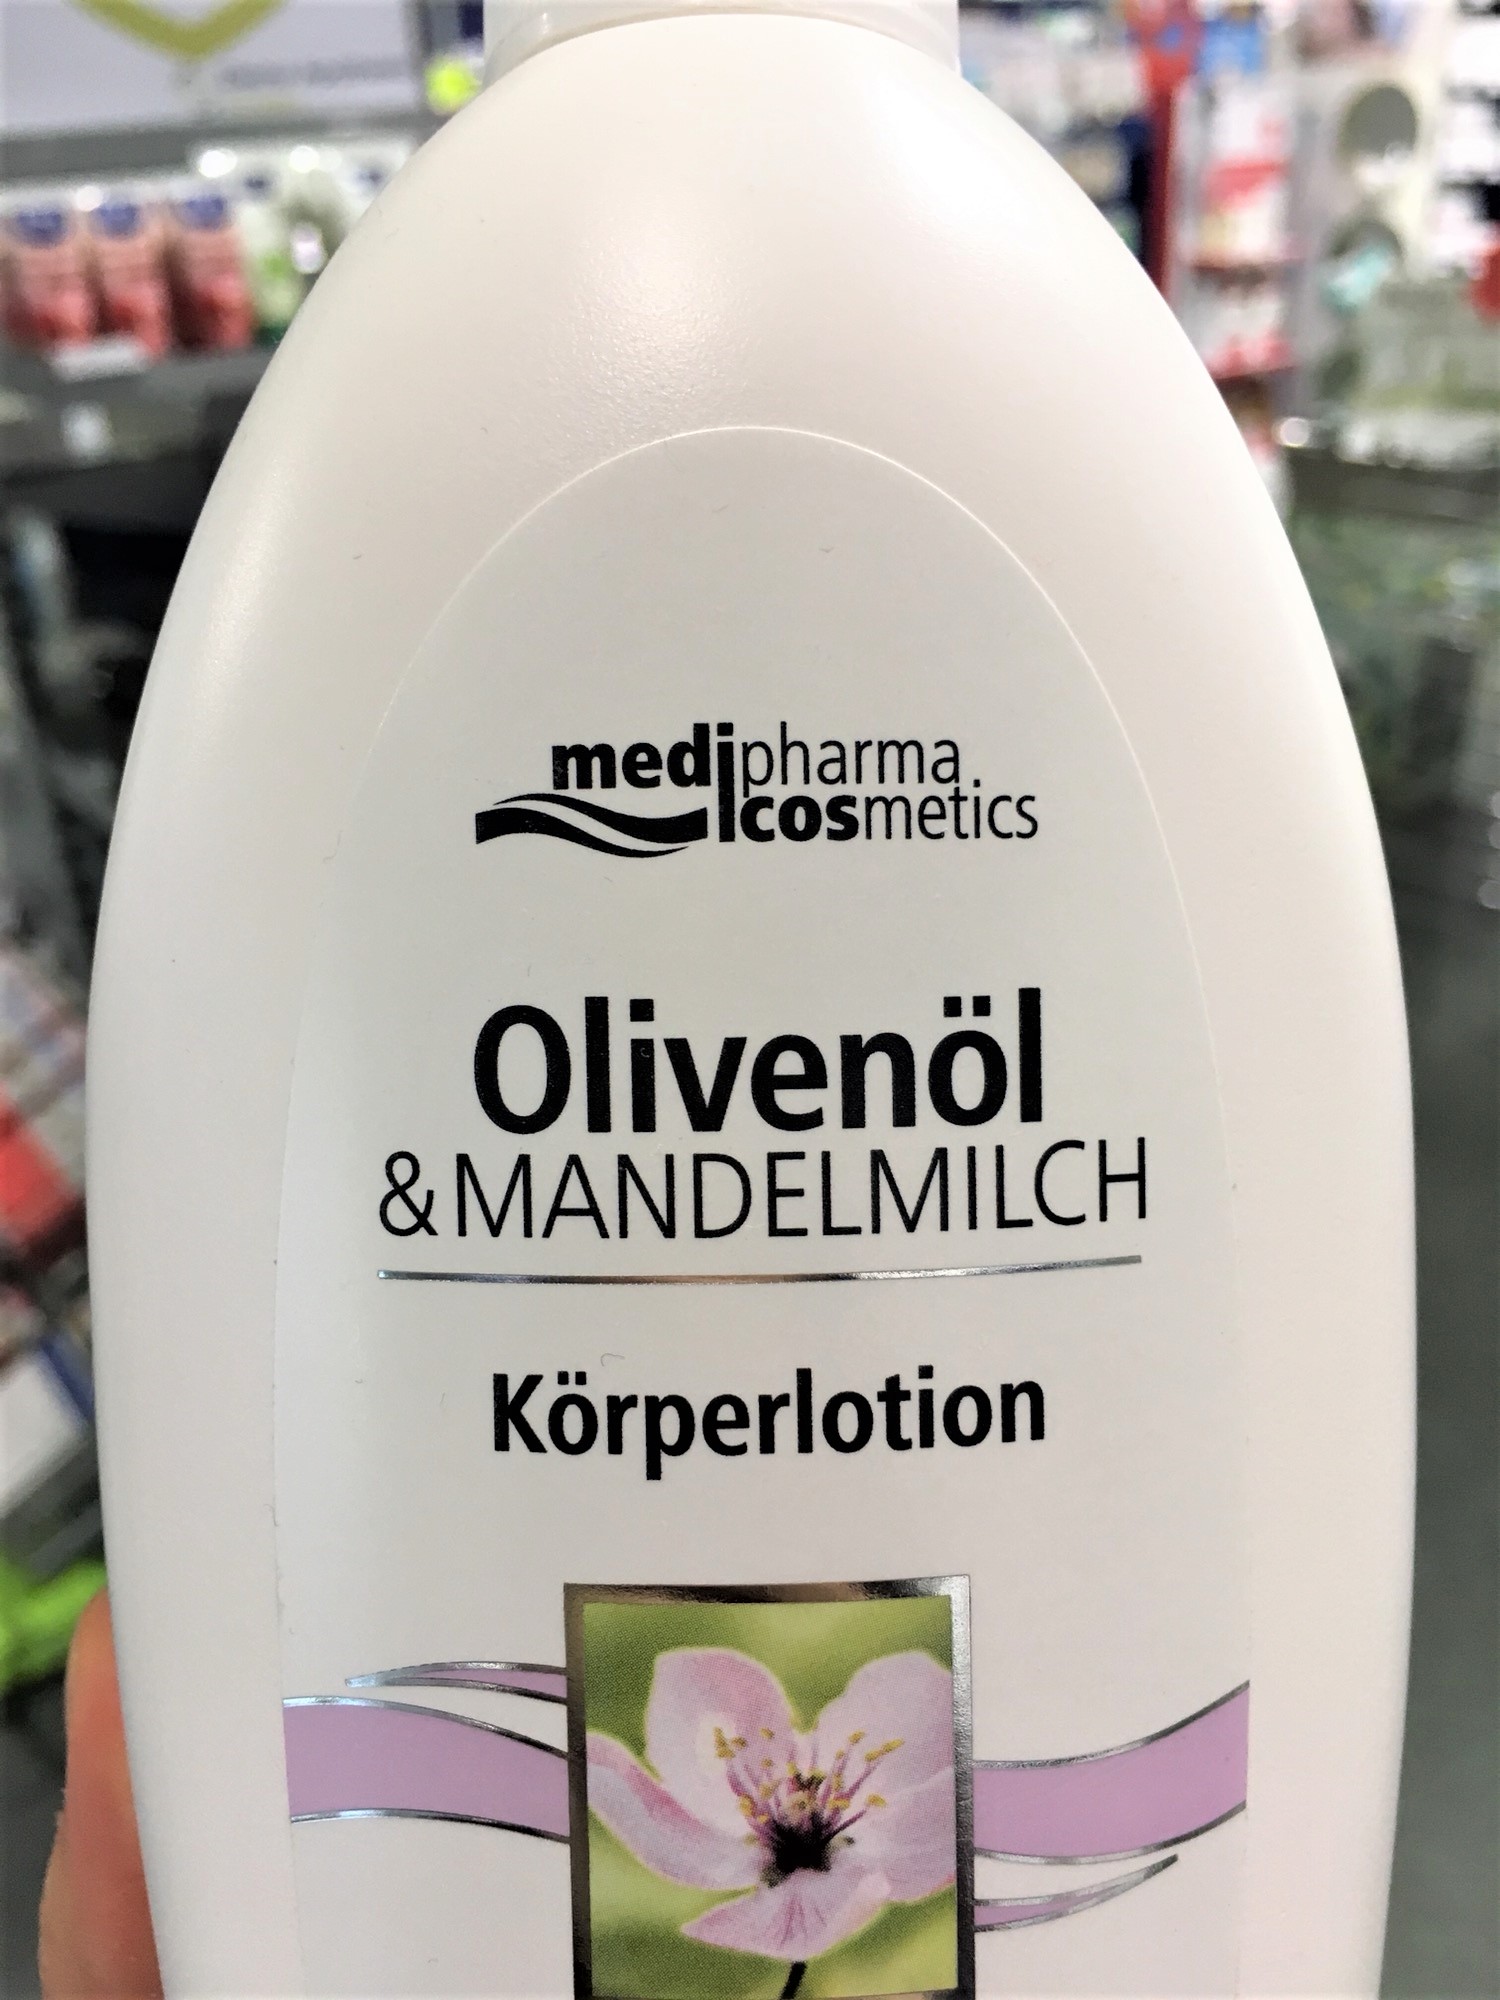 medipharma
cosmetics
Olivenöl
& MANDELMILCH
Körperlotion